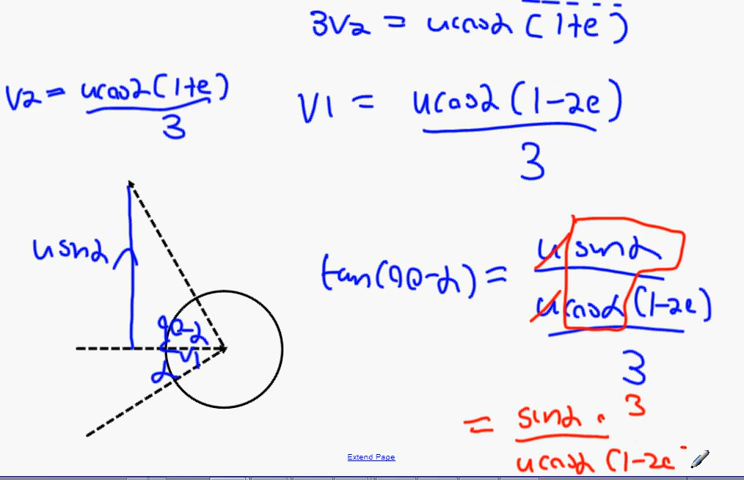 3V2 = ucosα (1+e)
V2 = ucosα(1+e)
3
V1 = ucosα (1-2e)
3
usinα
90-α
V1
α
tan(90-α) = usinα
ucosα (1-2e)
3
= sinα . 3
ucosα (1-2e
Extend Page